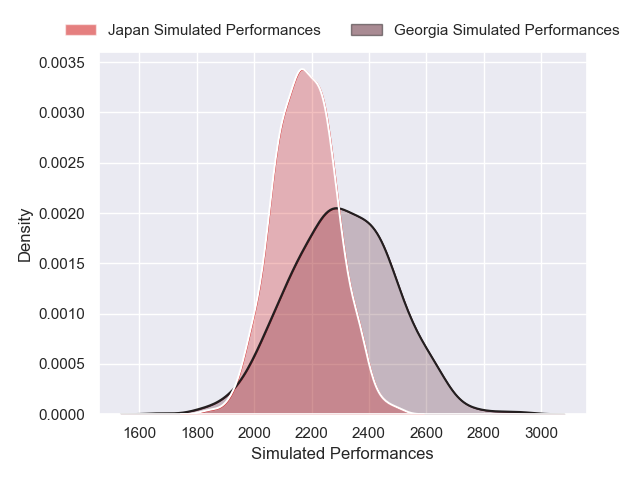 Japan Simulated Performances Georgia Simulated Performances
0.0035
0.0030
0.0025
0.0020
0.0015
0.0010
0.0005
0.0000
Density
1600 1800 2000 2200 2400 2600 2800 3000
Simulated Performances